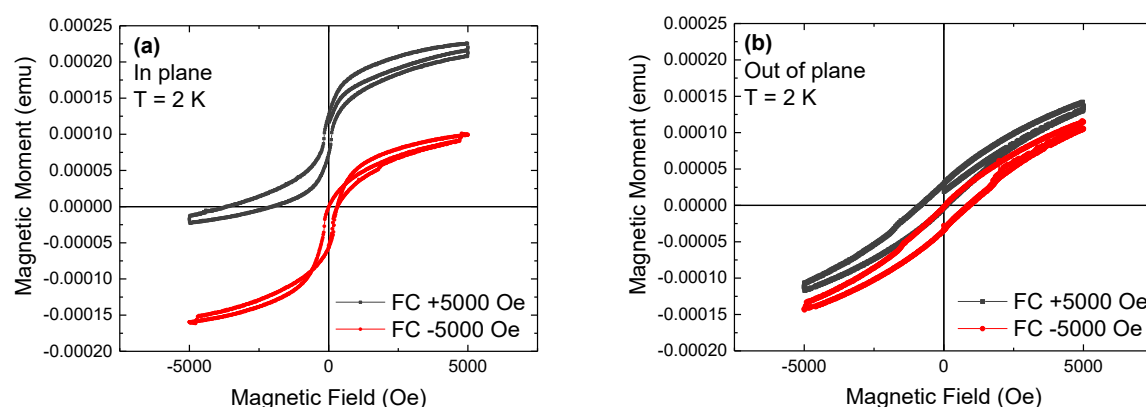 (a)
In plane
T = 2 K
0.00025
0.00020
0.00015
0.00010
0.00005
0.00000
-0.00005
-0.00010
-0.00015
-0.00020
Magnetic Moment (emu)
FC +5000 Oe
FC -5000 Oe
-5000 0 5000
Magnetic Field (Oe)
(b)
Out of plane
T = 2 K
0.00025
0.00020
0.00015
0.00010
0.00005
0.00000
-0.00005
-0.00010
-0.00015
-0.00020
Magnetic Moment (emu)
FC +5000 Oe
FC -5000 Oe
-5000 0 5000
Magnetic Field (Oe)